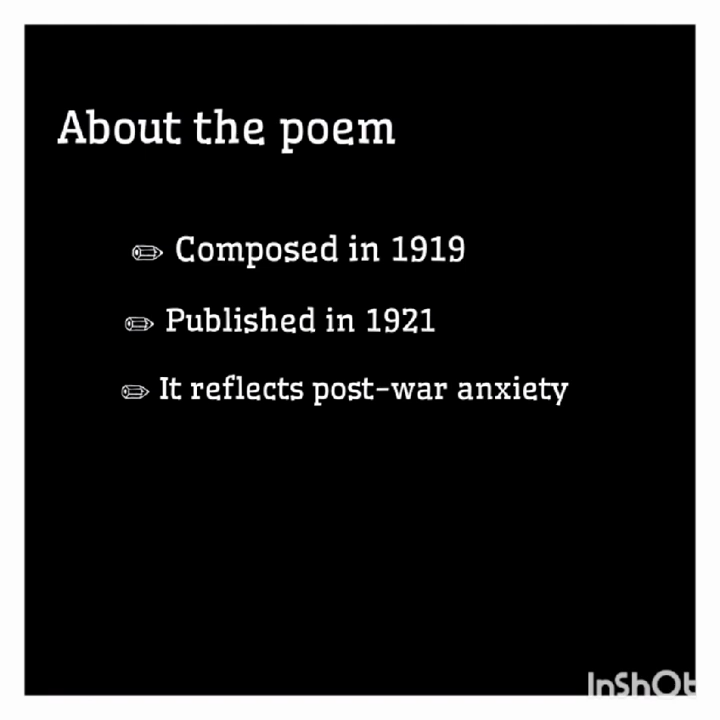 About the poem
✏ Composed in 1919
✏ Published in 1921
✏ It reflects post-war anxiety
InShOt